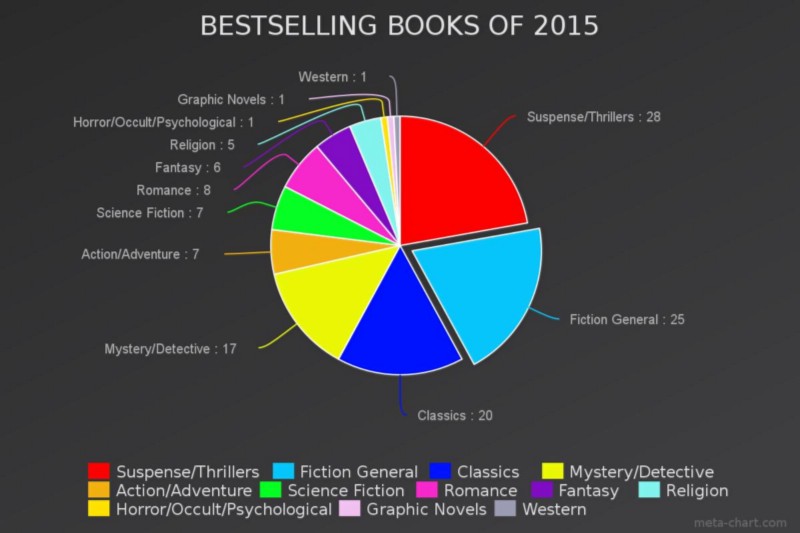 BESTSELLING BOOKS OF 2015
Western : 1
Graphic Novels : 1
Suspense/Thrillers : 28
Horror/Occult/Psychological : 1
Religion : 5
Fantasy : 6
Romance : 8
Science Fiction : 7
Action/Adventure : 7
Fiction General : 25
Mystery/Detective : 17
Classics : 20
Suspense/Thrillers Fiction General Classics Mystery/Detective
Action/Adventure Science Fiction Romance Fantasy Religion
Horror/Occult/Psychological Graphic Novels Western
meta-chart.com